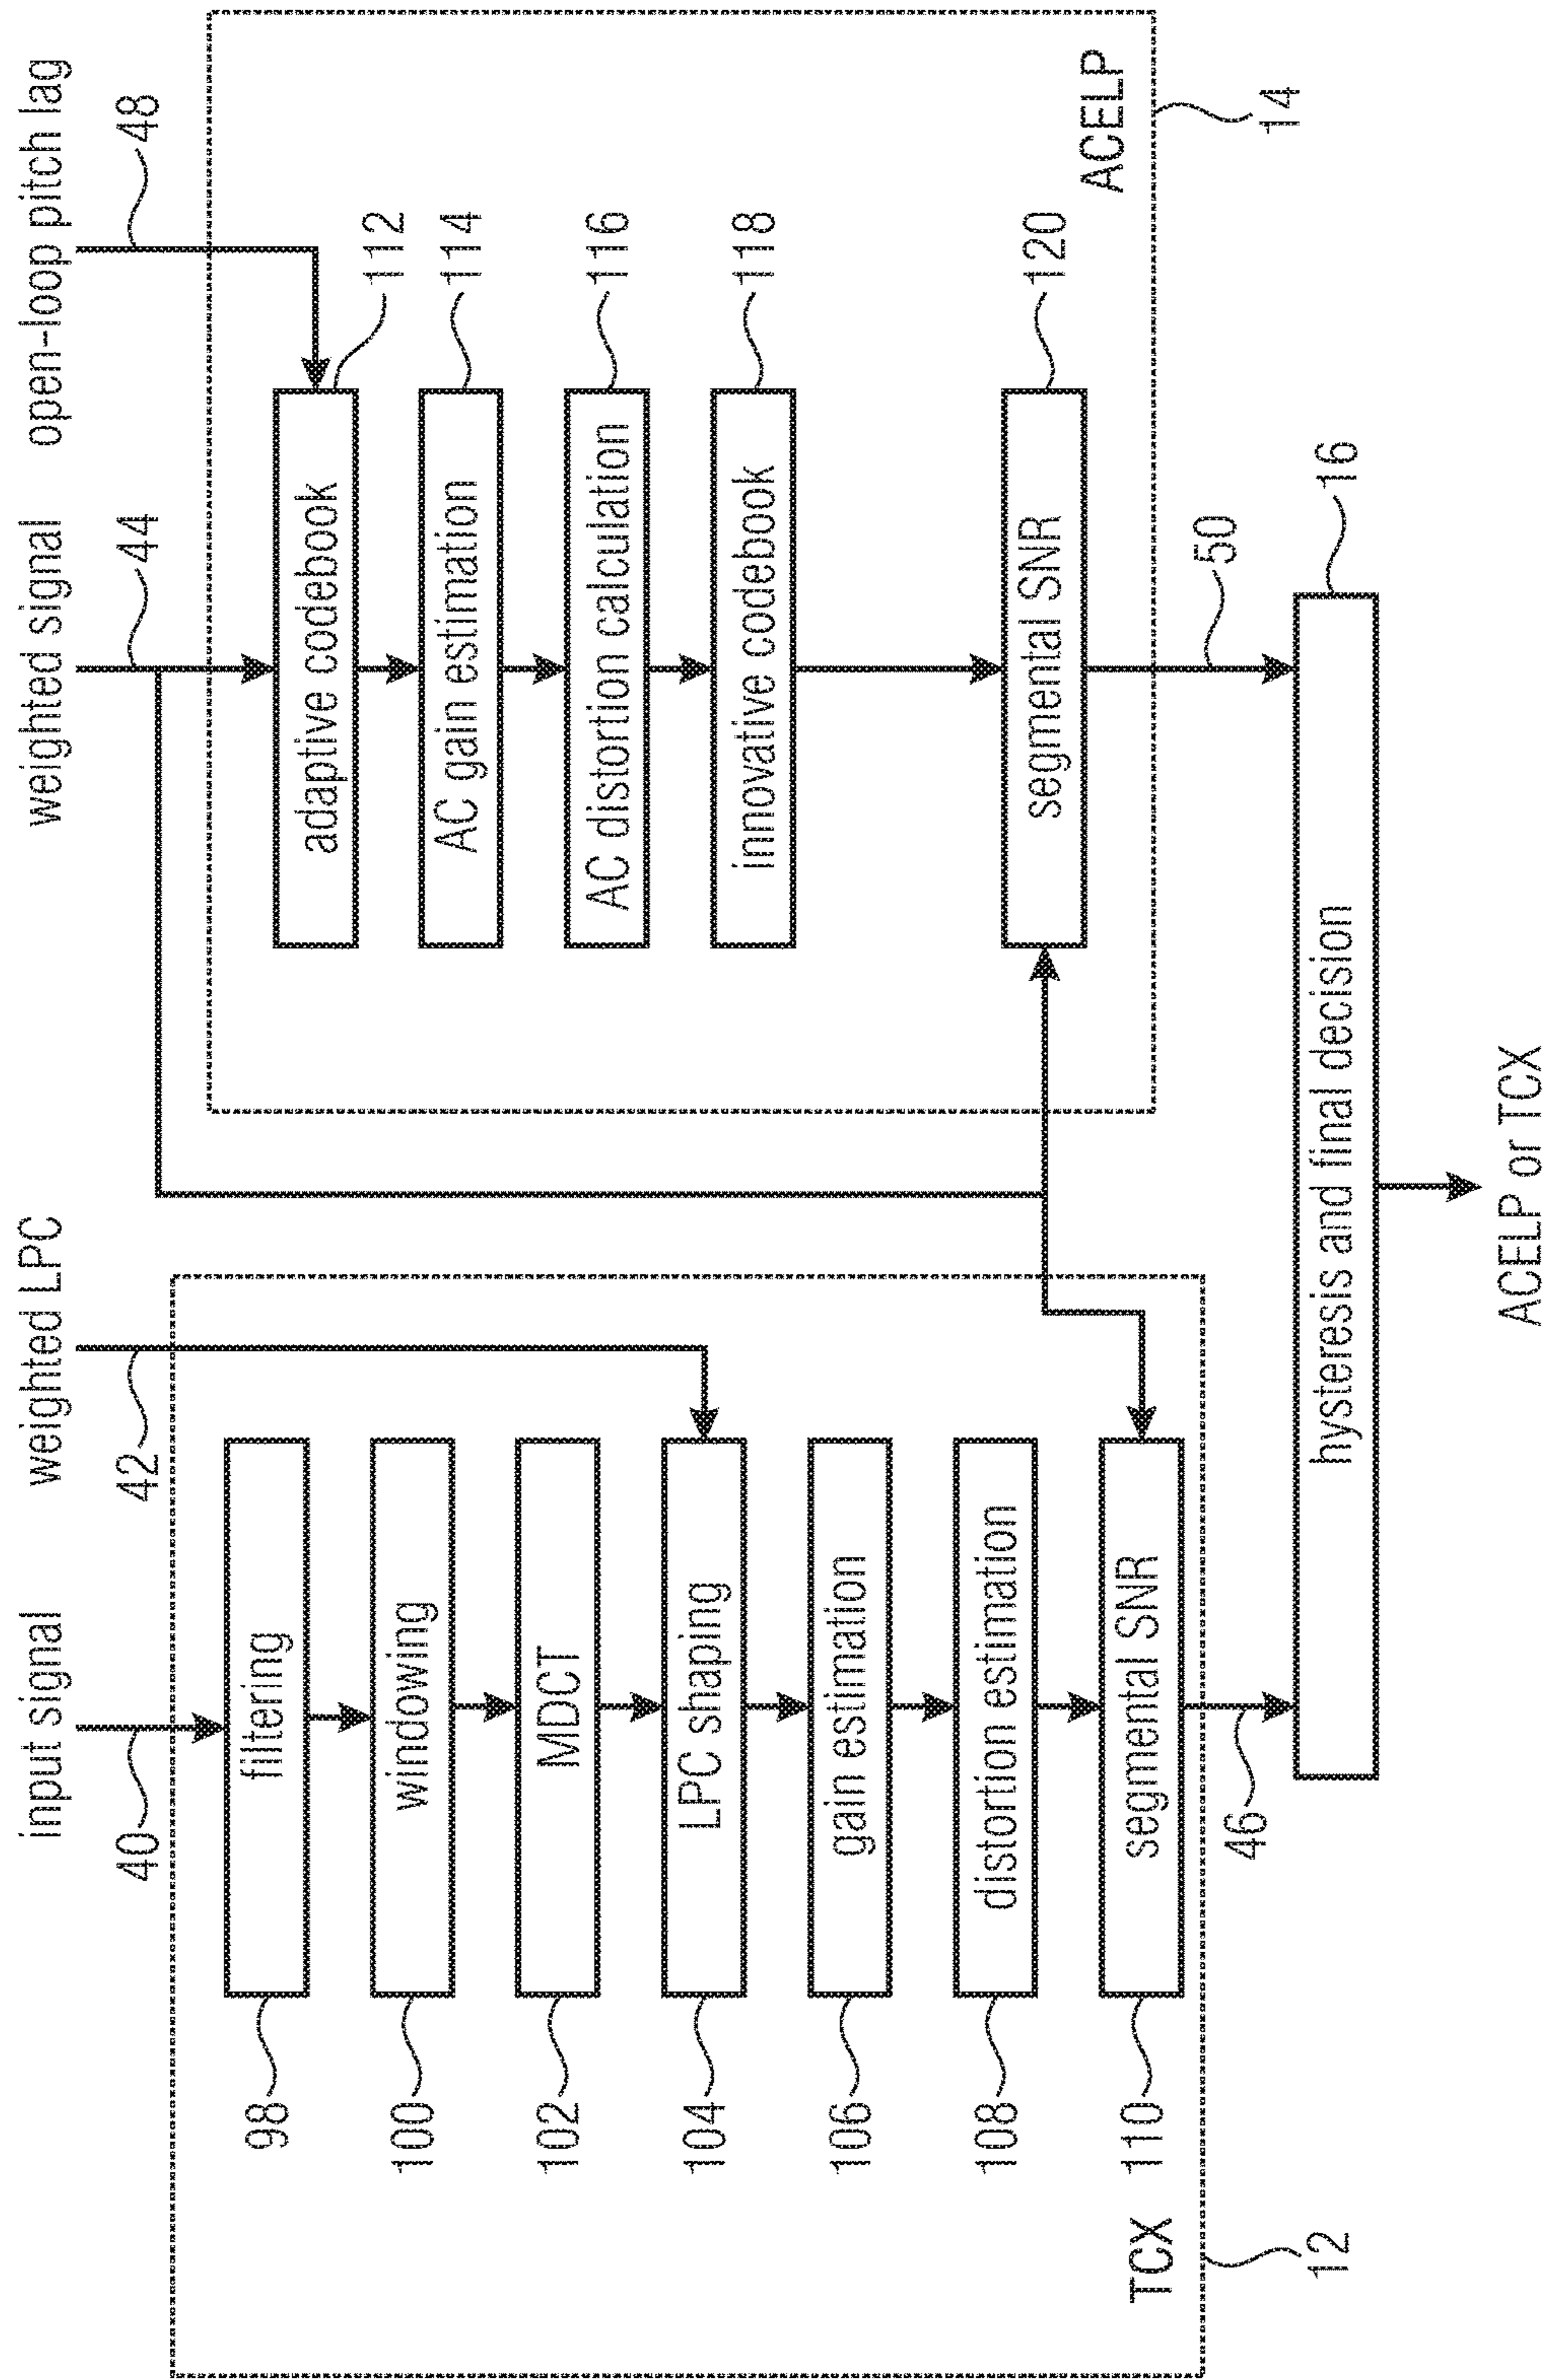 input signal
weighted LPC
weighted signal
open-loop pitch lag
40
42
44
48
filtering
98
windowing
100
MDCT
102
LPC shaping
104
gain estimation
106
distortion estimation
108
segmental SNR
110
TCX
12
46
adaptive codebook
112
AC gain estimation
114
AC distortion calculation
116
innovative codebook
118
segmental SNR
120
ACELP
14
50
hysteresis and final decision
16
ACELP or TCX